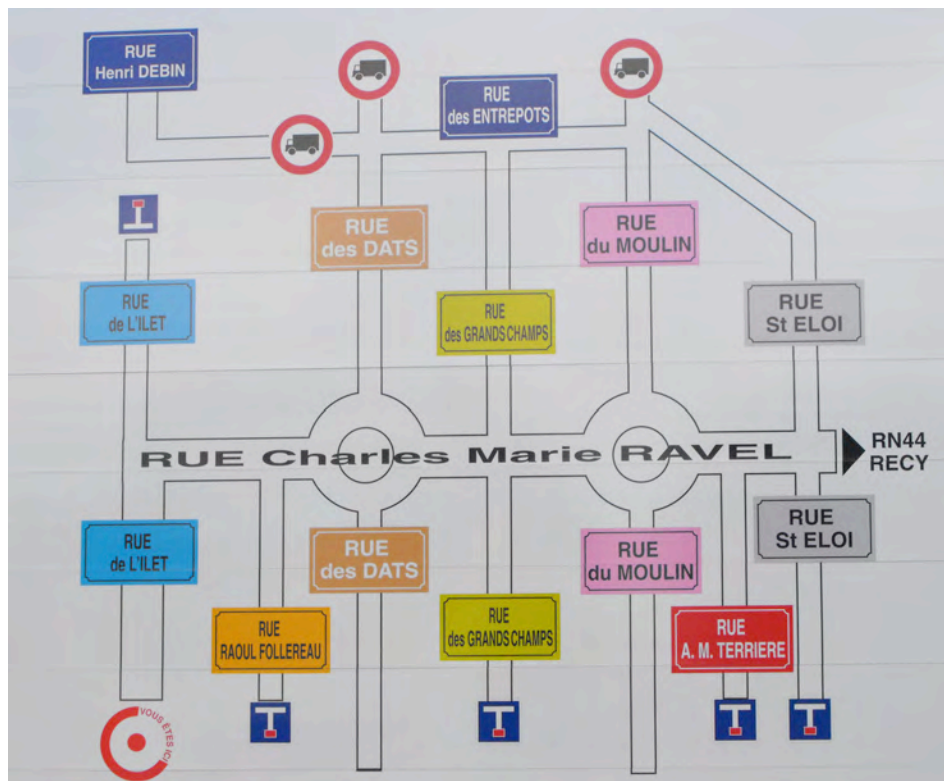 RUE
Henri DEBIN
RUE
des ENTREPOTS
RUE
des DATS
RUE
du MOULIN
RUE
de L'ILET
RUE
des GRANDS CHAMPS
RUE
St ELOI
RUE Charles Marie RAVEL
RN44
RECY
RUE
de L'ILET
RUE
des DATS
RUE
du MOULIN
RUE
St ELOI
RUE
RAOUL FOLLEREAU
RUE
des GRANDS CHAMPS
RUE
A. M. TERRIERE
VOUS ÊTES ICI